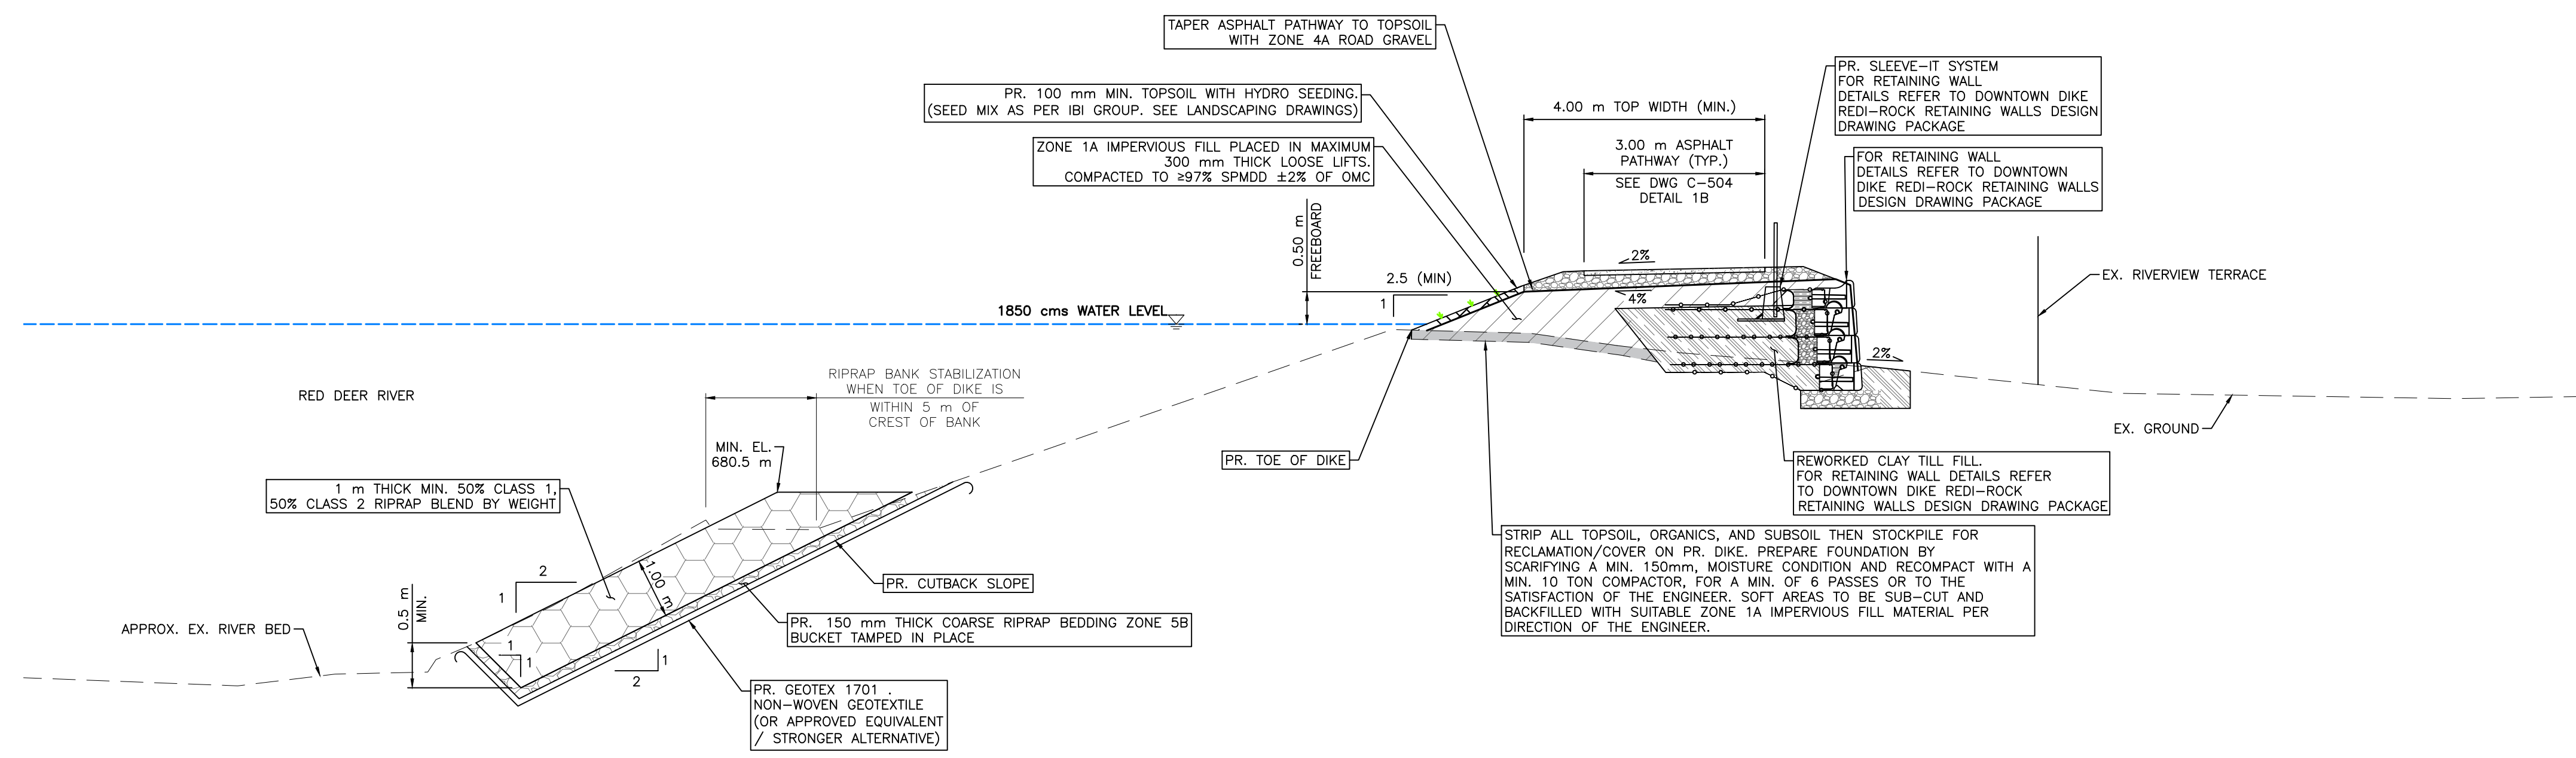 TAPER ASPHALT PATHWAY TO TOPSOIL
WITH ZONE 4A ROAD GRAVEL
PR. 100 mm MIN. TOPSOIL WITH HYDRO SEEDING.
(SEED MIX AS PER IBI GROUP. SEE LANDSCAPING DRAWINGS)
ZONE 1A IMPERVIOUS FILL PLACED IN MAXIMUM
300 mm THICK LOOSE LIFTS.
COMPACTED TO ≥97% SPMDD ±2% OF OMC
4.00 m TOP WIDTH (MIN.)
3.00 m ASPHALT
PATHWAY (TYP.)
SEE DWG C-504
DETAIL 1B
PR. SLEEVE-IT SYSTEM
FOR RETAINING WALL
DETAILS REFER TO DOWNTOWN DIKE
REDI-ROCK RETAINING WALLS DESIGN
DRAWING PACKAGE
FOR RETAINING WALL
DETAILS REFER TO DOWNTOWN
DIKE REDI-ROCK RETAINING WALLS
DESIGN DRAWING PACKAGE
0.50 m
FREEBOARD
2.5 (MIN)
1
2%
4%
2%
EX. RIVERVIEW TERRACE
1850 cms WATER LEVEL
RED DEER RIVER
RIPRAP BANK STABILIZATION
WHEN TOE OF DIKE IS
WITHIN 5 m OF
CREST OF BANK
MIN. EL.
680.5 m
EX. GROUND
PR. TOE OF DIKE
REWORKED CLAY TILL FILL.
FOR RETAINING WALL DETAILS REFER
TO DOWNTOWN DIKE REDI-ROCK
RETAINING WALLS DESIGN DRAWING PACKAGE
1 m THICK MIN. 50% CLASS 1,
50% CLASS 2 RIPRAP BLEND BY WEIGHT
STRIP ALL TOPSOIL, ORGANICS, AND SUBSOIL THEN STOCKPILE FOR
RECLAMATION/COVER ON PR. DIKE. PREPARE FOUNDATION BY
SCARIFYING A MIN. 150mm, MOISTURE CONDITION AND RECOMPACT WITH A
MIN. 10 TON COMPACTOR, FOR A MIN. OF 6 PASSES OR TO THE
SATISFACTION OF THE ENGINEER. SOFT AREAS TO BE SUB-CUT AND
BACKFILLED WITH SUITABLE ZONE 1A IMPERVIOUS FILL MATERIAL PER
DIRECTION OF THE ENGINEER.
2
1
1.00 m
PR. CUTBACK SLOPE
0.5 m
MIN.
APPROX. EX. RIVER BED
PR. 150 mm THICK COARSE RIPRAP BEDDING ZONE 5B
BUCKET TAMPED IN PLACE
1
1
1
2
PR. GEOTEX 1701 .
NON-WOVEN GEOTEXTILE
(OR APPROVED EQUIVALENT
/ STRONGER ALTERNATIVE)